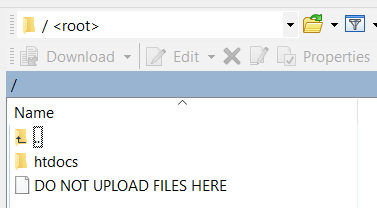 / <root>
Download Edit Properties
/
Name
..
htdocs
DO NOT UPLOAD FILES HERE